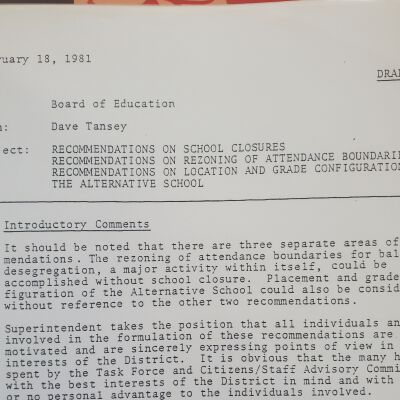 ruary 18, 1981
DRA
Board of Education
m: Dave Tansey
ect: RECOMMENDATIONS ON SCHOOL CLOSURES
RECOMMENDATIONS ON REZONING OF ATTENDANCE BOUNDARI
RECOMMENDATIONS ON LOCATION AND GRADE CONFIGURATION
THE ALTERNATIVE SCHOOL
Introductory Comments
It should be noted that there are three separate areas of
mendations. The rezoning of attendance boundaries for bal
desegregation, a major activity within itself, could be
accomplished without school closure. Placement and grade
figuration of the Alternative School could also be consid
without reference to the other two recommendations.
Superintendent takes the position that all individuals an
involved in the formulation of these recommendations are
motivated and are sincerely expressing points of view in
interests of the District. It is obvious that the many h
spent by the Task Force and Citizens/Staff Advisory Commi
with the best interests of the District in mind and with
or no personal advantage to the individuals involved.